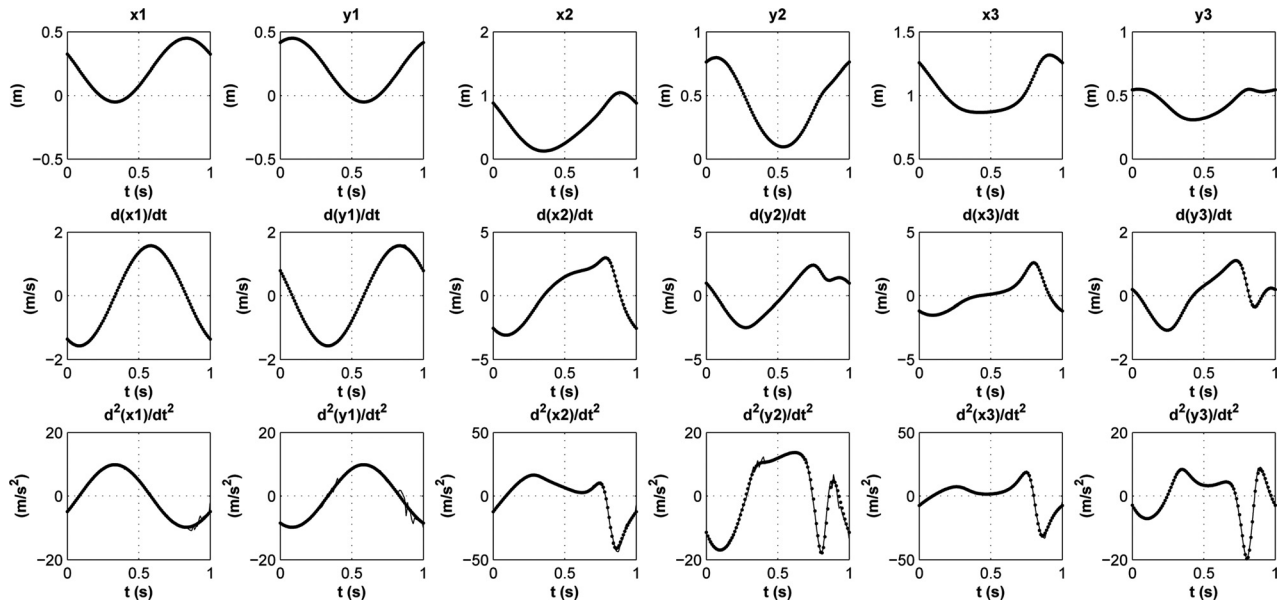 x1 y1 x2 y2 x3 y3
0.5 0.5 2 1 1.5 1
(m) 0 (m) 0 (m) 1 (m) 0.5 (m) 1 (m) 0.5
−0.5 −0.5 0 0 1.5 0
0 0.5 1 0 0.5 1 0 0.5 1 0 0.5 1 0 0.5 1 0 0.5 1
t (s) t (s) t (s) t (s) t (s) t (s)
d(x1)/dt d(y1)/dt d(x2)/dt d(y2)/dt d(x3)/dt d(y3)/dt
2 2 5 5 5 2
(m/s) 0 (m/s) 0 (m/s) 0 (m/s) 0 (m/s) 0 (m/s) 0
−2 −2 −5 −5 −5 −2
0 0.5 1 0 0.5 1 0 0.5 1 0 0.5 1 0 0.5 1 0 0.5 1
t (s) t (s) t (s) t (s) t (s) t (s)
d²(x1)/dt² d²(y1)/dt² d²(x2)/dt² d²(y2)/dt² d²(x3)/dt² d²(y3)/dt²
20 20 50 20 50 20
(m/s²) 0 (m/s²) 0 (m/s²) 0 (m/s²) 0 (m/s²) 0 (m/s²) 0
−20 −20 −50 −20 −50 −20
0 0.5 1 0 0.5 1 0 0.5 1 0 0.5 1 0 0.5 1 0 0.5 1
t (s) t (s) t (s) t (s) t (s) t (s)